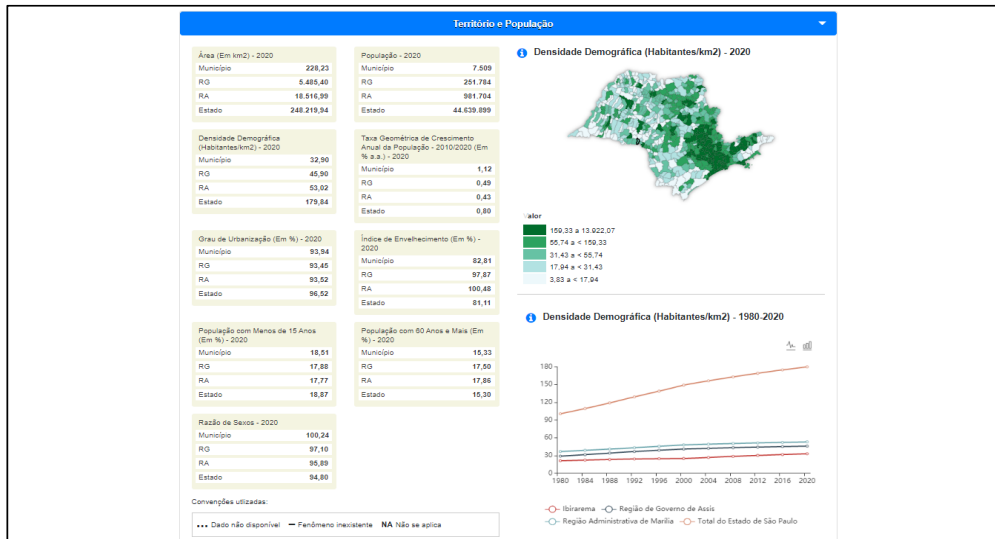 Território e População
Área (Em km2) - 2020
Município 228,23
RG 5.485,40
RA 18.516,99
Estado 248.219,94
População - 2020
Município 7.509
RG 251.784
RA 981.704
Estado 44.639.899
Densidade Demográfica
(Habitantes/km2) - 2020
Município 32,90
RG 45,90
RA 53,02
Estado 179,84
Taxa Geométrica de Crescimento
Anual da População - 2010/2020 (Em
% a.a.) - 2020
Município 1,12
RG 0,49
RA 0,43
Estado 0,80
Grau de Urbanização (Em %) - 2020
Município 93,94
RG 93,45
RA 93,52
Estado 96,52
Índice de Envelhecimento (Em %) -
2020
Município 82,81
RG 97,87
RA 100,48
Estado 81,11
População com Menos de 15 Anos
(Em %) - 2020
Município 18,51
RG 17,88
RA 17,77
Estado 18,87
População com 60 Anos e Mais (Em
%) - 2020
Município 15,33
RG 17,50
RA 17,86
Estado 15,30
Razão de Sexos - 2020
Município 100,24
RG 97,10
RA 95,89
Estado 94,80
Convenções utlizadas:
... Dado não disponível — Fenômeno inexistente NA Não se aplica
Densidade Demográfica (Habitantes/km2) - 2020
Valor
159,33 a 13.922,07
55,74 a < 159,33
31,43 a < 55,74
17,94 a < 31,43
3,83 a < 17,94
Densidade Demográfica (Habitantes/km2) - 1980-2020
180
150
120
90
60
30
0
1980 1984 1988 1992 1996 2000 2004 2008 2012 2016 2020
Ibirarema Região de Governo de Assis
Região Administrativa de Marília Total do Estado de São Paulo